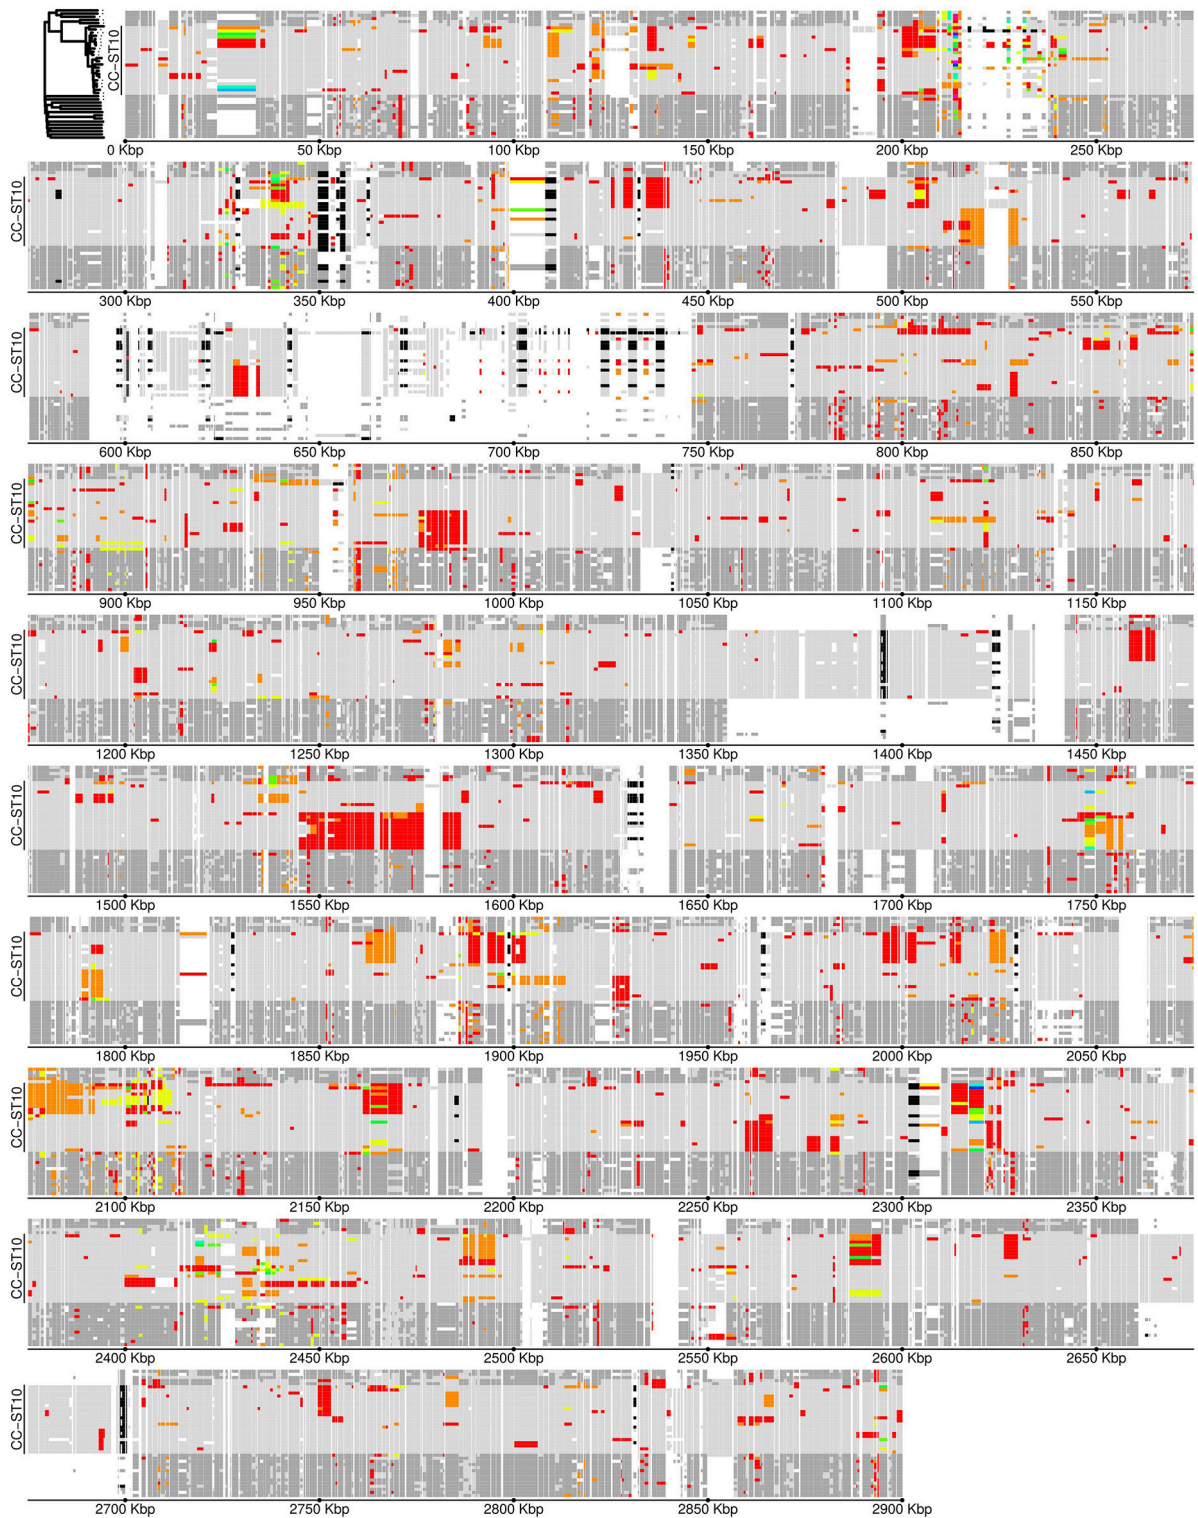 CC-ST10
0 Kbp 50 Kbp 100 Kbp 150 Kbp 200 Kbp 250 Kbp
CC-ST10
300 Kbp 350 Kbp 400 Kbp 450 Kbp 500 Kbp 550 Kbp
CC-ST10
600 Kbp 650 Kbp 700 Kbp 750 Kbp 800 Kbp 850 Kbp
CC-ST10
900 Kbp 950 Kbp 1000 Kbp 1050 Kbp 1100 Kbp 1150 Kbp
CC-ST10
1200 Kbp 1250 Kbp 1300 Kbp 1350 Kbp 1400 Kbp 1450 Kbp
CC-ST10
1500 Kbp 1550 Kbp 1600 Kbp 1650 Kbp 1700 Kbp 1750 Kbp
CC-ST10
1800 Kbp 1850 Kbp 1900 Kbp 1950 Kbp 2000 Kbp 2050 Kbp
CC-ST10
2100 Kbp 2150 Kbp 2200 Kbp 2250 Kbp 2300 Kbp 2350 Kbp
CC-ST10
2400 Kbp 2450 Kbp 2500 Kbp 2550 Kbp 2600 Kbp 2650 Kbp
CC-ST10
2700 Kbp 2750 Kbp 2800 Kbp 2850 Kbp 2900 Kbp